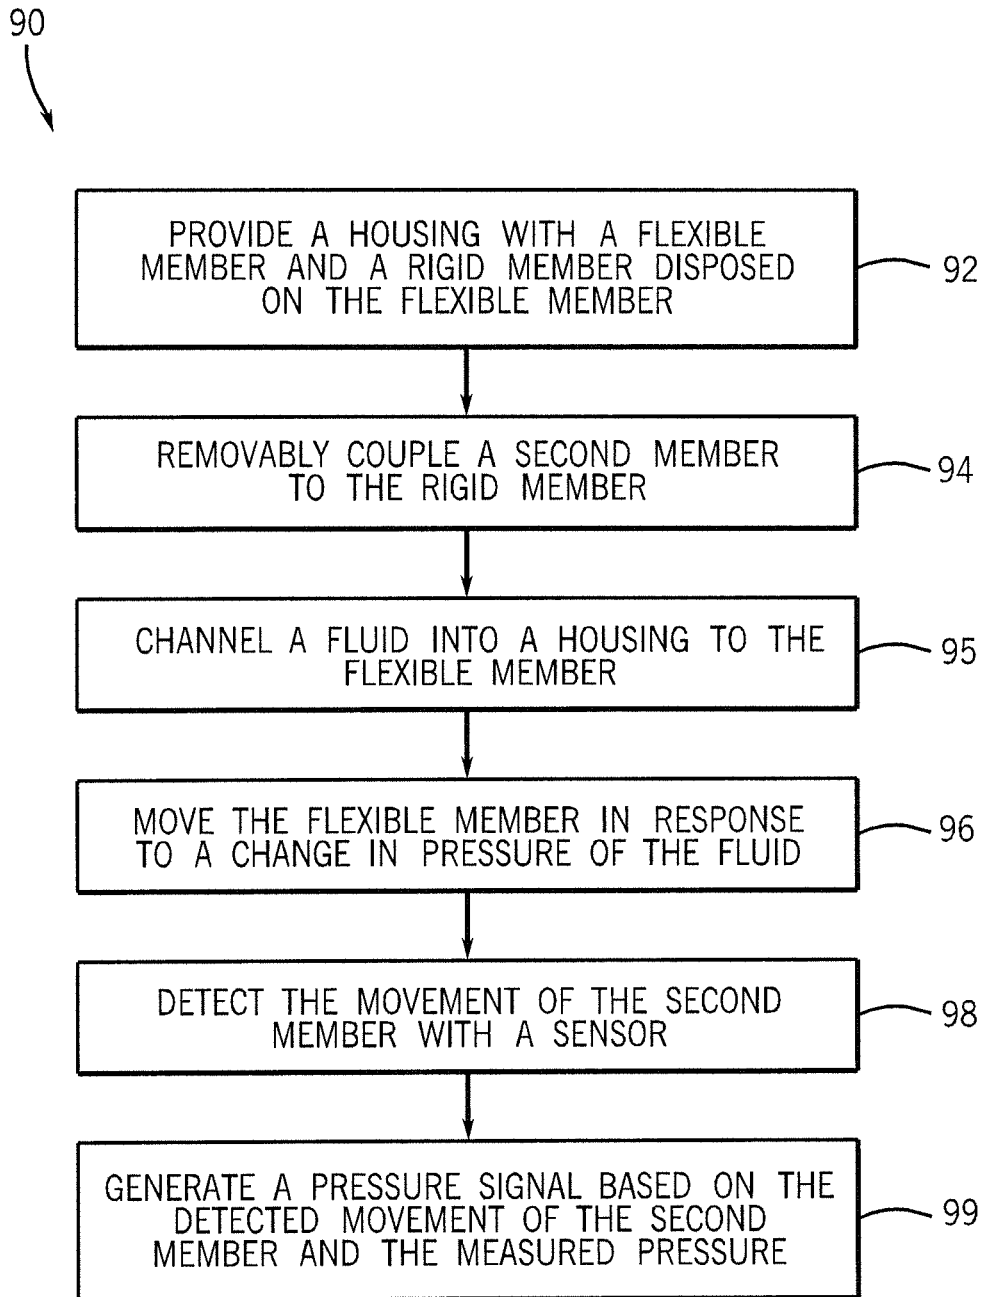 90
PROVIDE A HOUSING WITH A FLEXIBLE
MEMBER AND A RIGID MEMBER DISPOSED
ON THE FLEXIBLE MEMBER
92
REMOVABLY COUPLE A SECOND MEMBER
TO THE RIGID MEMBER
94
CHANNEL A FLUID INTO A HOUSING TO THE
FLEXIBLE MEMBER
95
MOVE THE FLEXIBLE MEMBER IN RESPONSE
TO A CHANGE IN PRESSURE OF THE FLUID
96
DETECT THE MOVEMENT OF THE SECOND
MEMBER WITH A SENSOR
98
GENERATE A PRESSURE SIGNAL BASED ON THE
DETECTED MOVEMENT OF THE SECOND
MEMBER AND THE MEASURED PRESSURE
99